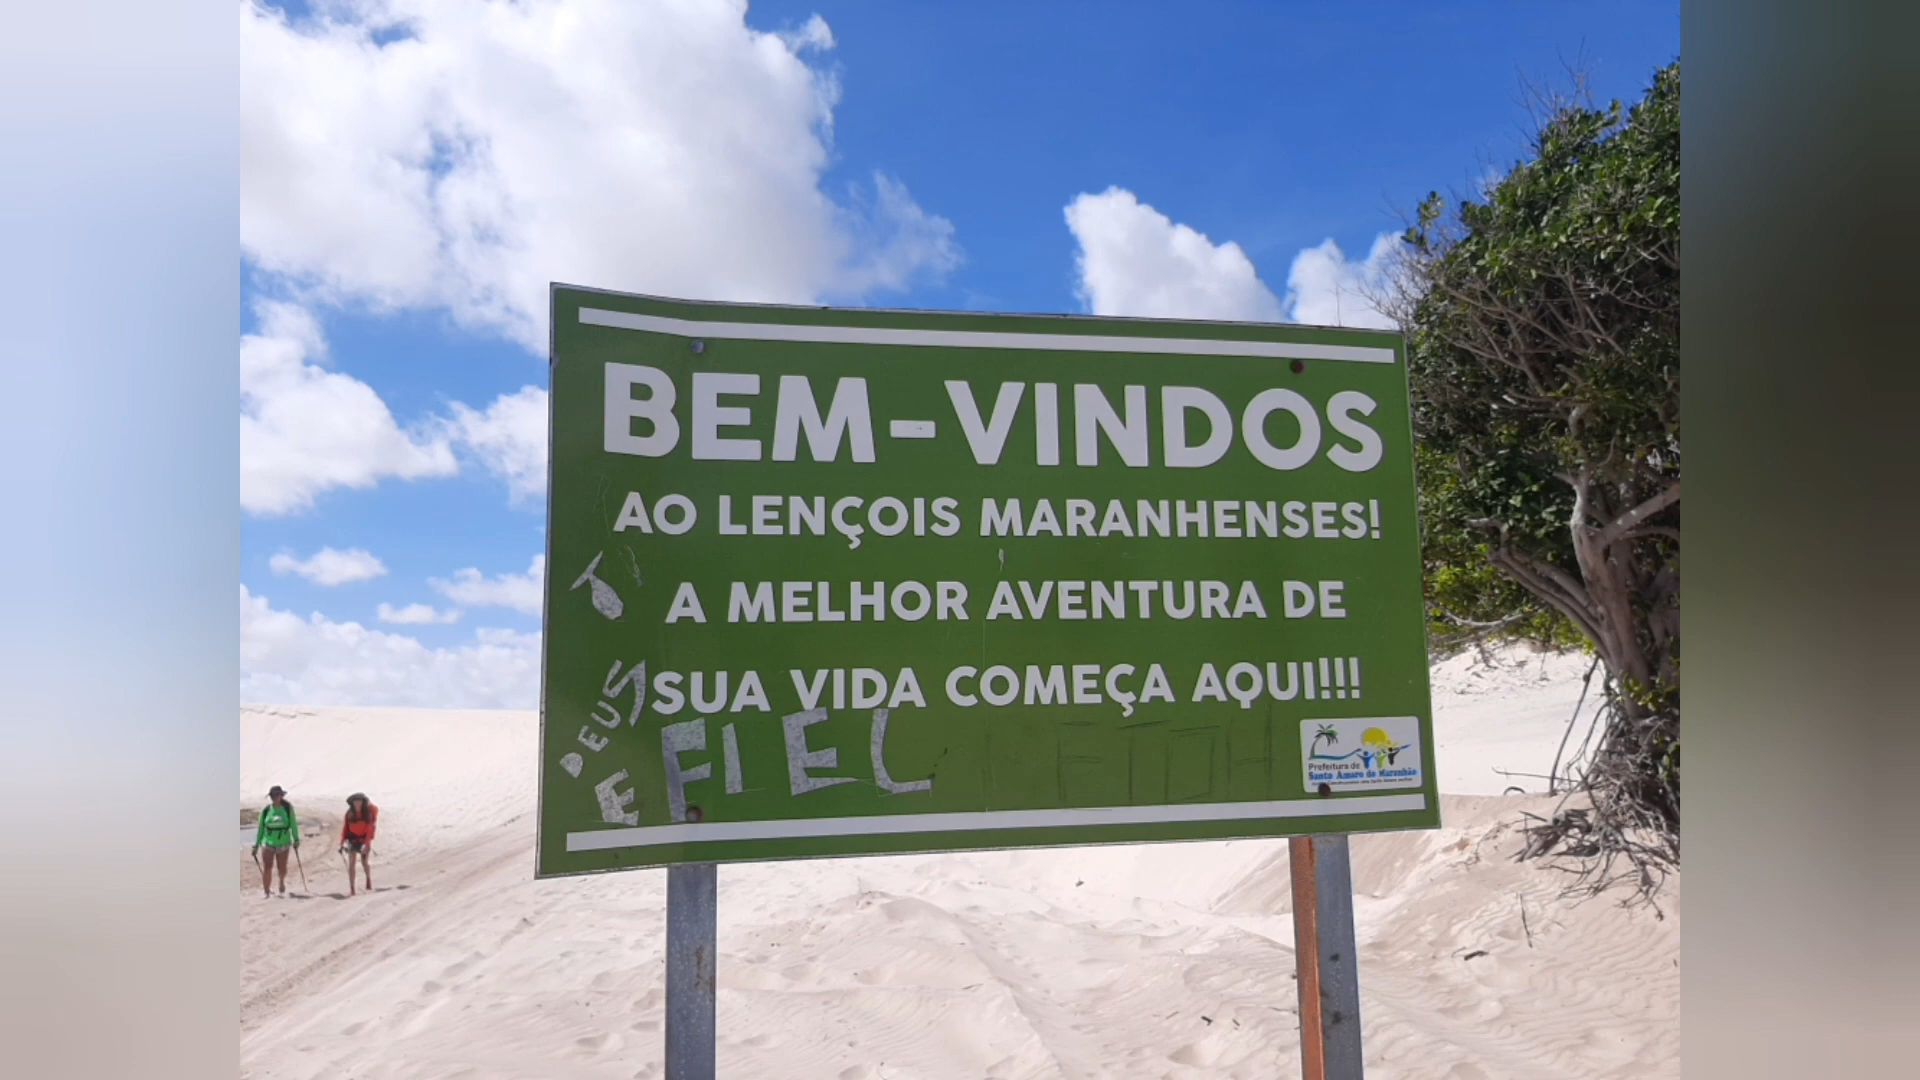 BEM-VINDOS
AO LENÇOIS MARANHENSES!
A MELHOR AVENTURA DE
SUA VIDA COMEÇA AQUI!!!
DEUS
E FIEL
Prefeitura de
Santo Amaro do Maranhão